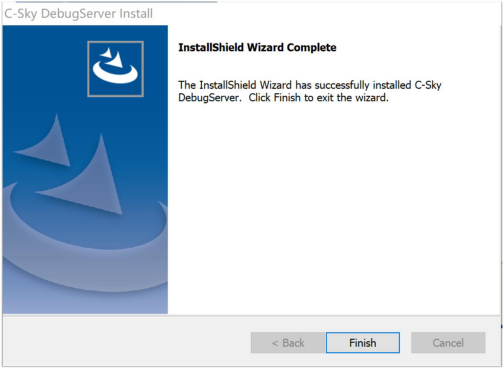 C-Sky DebugServer Install
InstallShield Wizard Complete
The InstallShield Wizard has successfully installed C-Sky
DebugServer.  Click Finish to exit the wizard.
< Back
Finish
Cancel